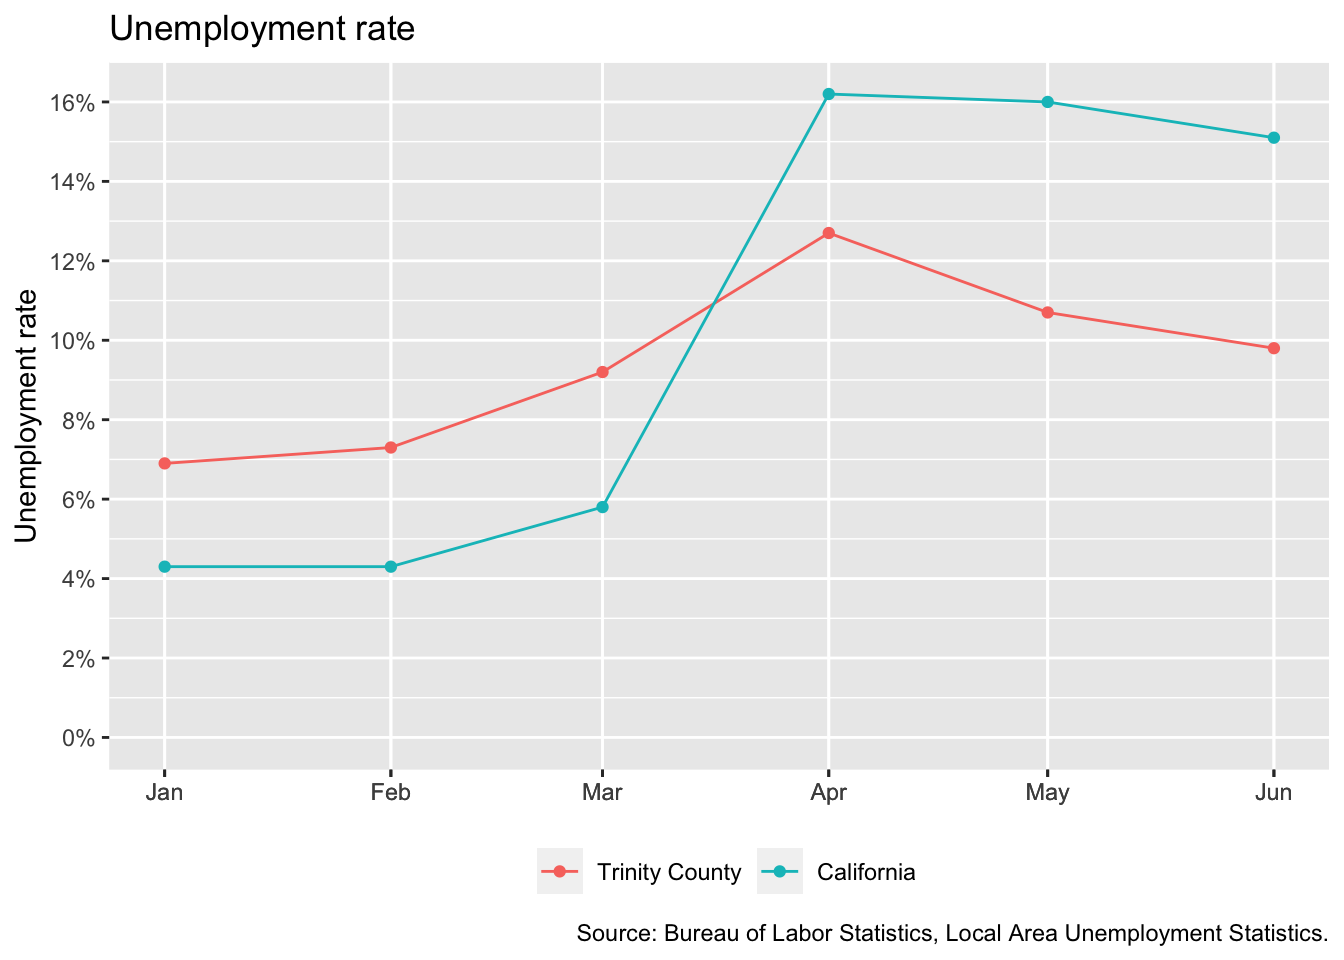 Unemployment rate
Unemployment rate
16%
14%
12%
10%
8%
6%
4%
2%
0%
Jan Feb Mar Apr May Jun
Trinity County California
Source: Bureau of Labor Statistics, Local Area Unemployment Statistics.